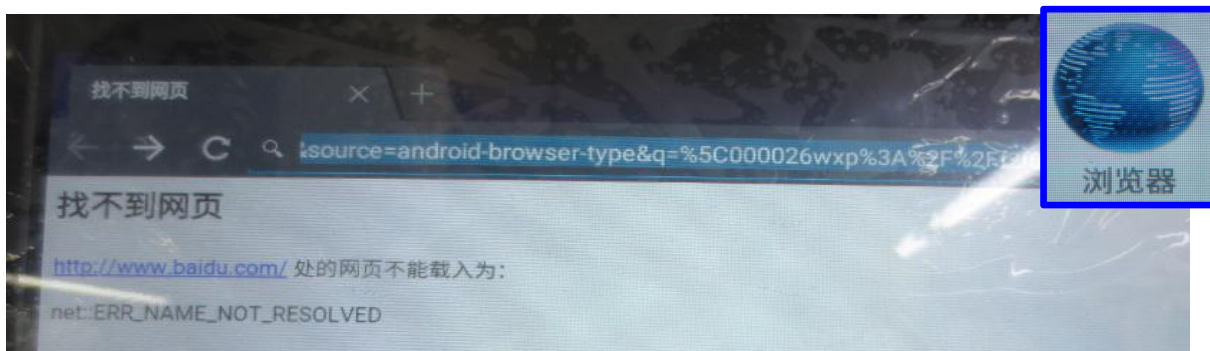 找不到网页
&source=android-browser-type&q=%5C000026wxp%3A%2F%2F
浏览器
找不到网页
http://www.baidu.com/ 处的网页不能载入为：
net::ERR_NAME_NOT_RESOLVED